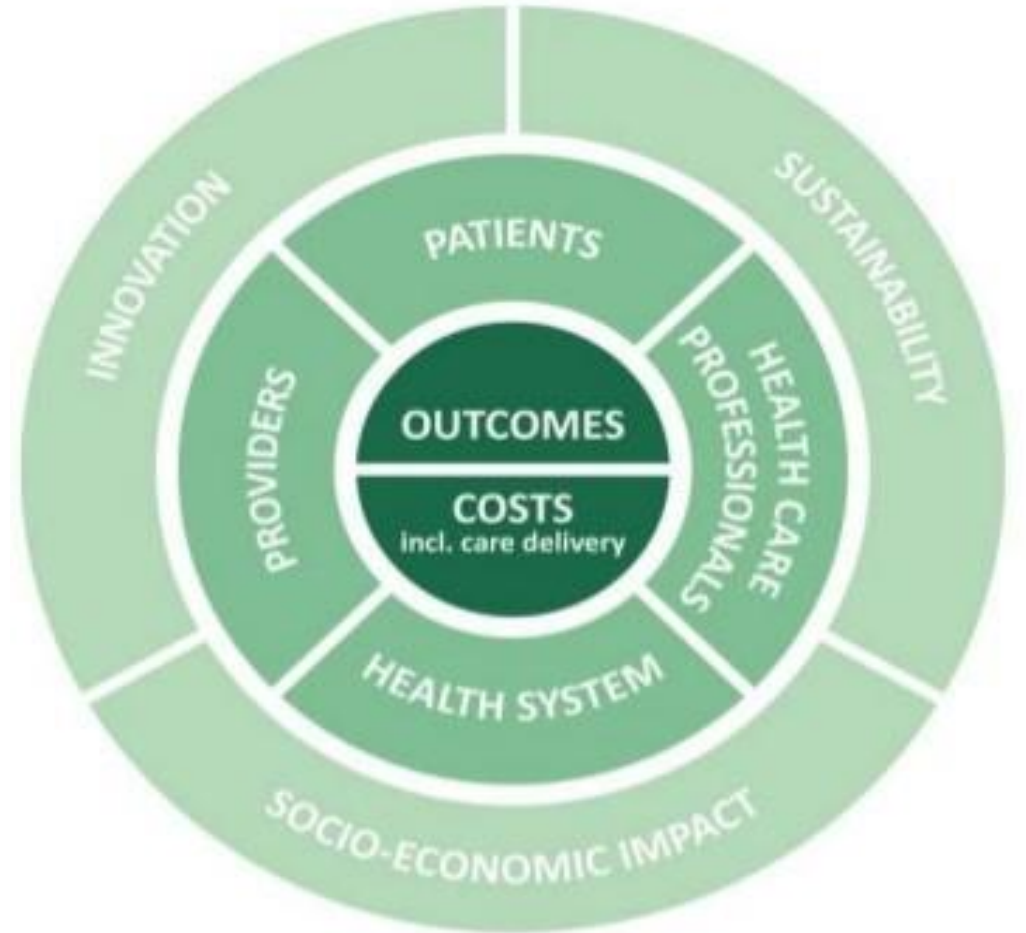 INNOVATION
SUSTAINABILITY
PATIENTS
PROVIDERS
HEALTH CARE
PROFESSIONALS
OUTCOMES
COSTS
incl. care delivery
HEALTH SYSTEM
SOCIO-ECONOMIC IMPACT